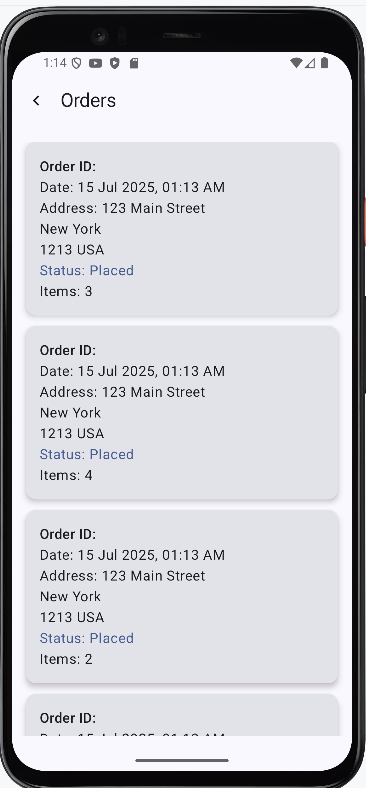 1:14
Orders
Order ID:
Date: 15 Jul 2025, 01:13 AM
Address: 123 Main Street
New York
1213 USA
Status: Placed
Items: 3
Order ID:
Date: 15 Jul 2025, 01:13 AM
Address: 123 Main Street
New York
1213 USA
Status: Placed
Items: 4
Order ID:
Date: 15 Jul 2025, 01:13 AM
Address: 123 Main Street
New York
1213 USA
Status: Placed
Items: 2
Order ID: